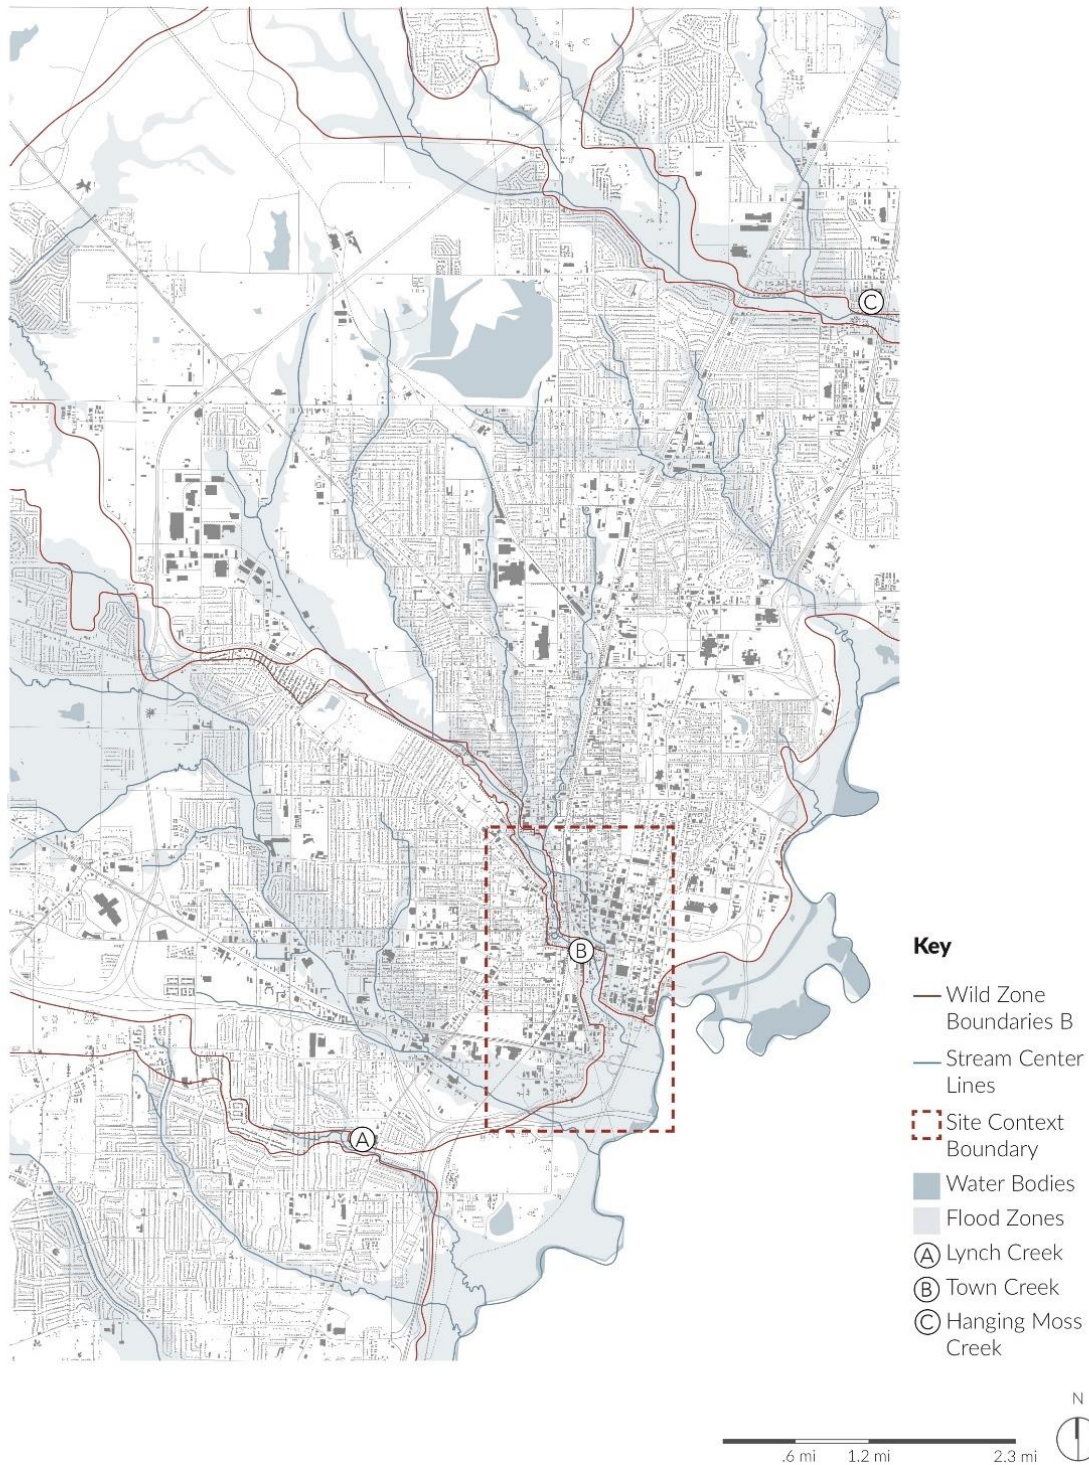 C
B
A
Key
Wild Zone
Boundaries B
Stream Center
Lines
Site Context
Boundary
Water Bodies
Flood Zones
A Lynch Creek
B Town Creek
C Hanging Moss
Creek
N
.6 mi 1.2 mi 2.3 mi